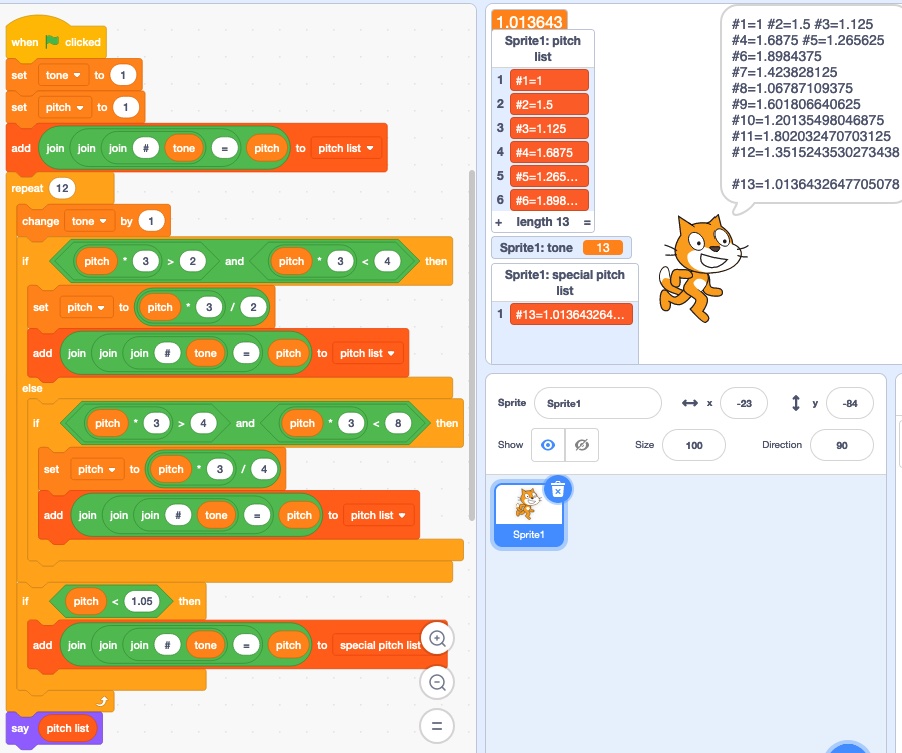 when clicked
set tone to 1
set pitch to 1
add join join join # tone = pitch to pitch list
repeat 12
change tone by 1
if pitch * 3 > 2 and pitch * 3 < 4 then
set pitch to pitch * 3 / 2
add join join join # tone = pitch to pitch list
else
if pitch * 3 > 4 and pitch * 3 < 8 then
set pitch to pitch * 3 / 4
add join join join # tone = pitch to pitch list
if pitch < 1.05 then
add join join join # tone = pitch to special pitch list
say pitch list
1.013643
Sprite1: pitch
list
1 #1=1
2 #2=1.5
3 #3=1.125
4 #4=1.6875
5 #5=1.265...
6 #6=1.898...
+ length 13 =
Sprite1: tone 13
Sprite1: special pitch
list
1 #13=1.013643264...
#1=1 #2=1.5 #3=1.125
#4=1.6875 #5=1.265625
#6=1.8984375
#7=1.423828125
#8=1.06787109375
#9=1.601806640625
#10=1.20135498046875
#11=1.802032470703125
#12=1.3515243530273438
#13=1.0136432647705078
Sprite Sprite1 x -23 y -84
Show Size 100 Direction 90
Sprite1